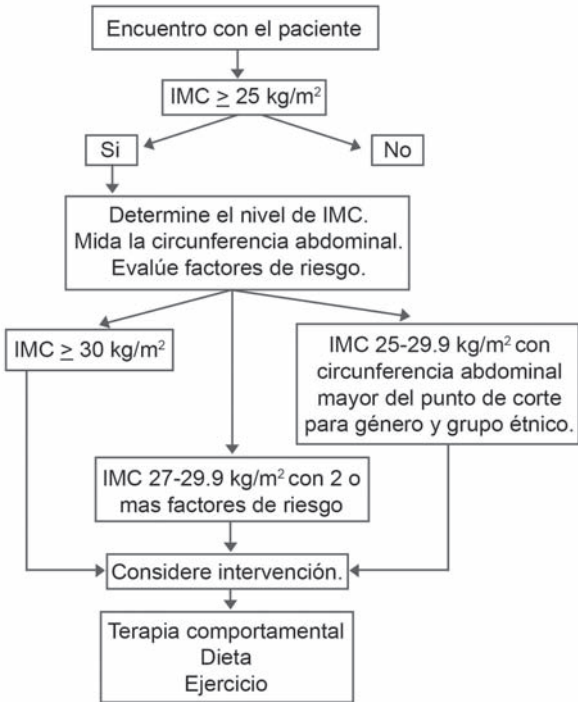 Encuentro con el paciente
IMC ≥ 25 kg/m²
Si
No
Determine el nivel de IMC.
Mida la circunferencia abdominal.
Evalúe factores de riesgo.
IMC ≥ 30 kg/m²
IMC 25-29.9 kg/m² con
circunferencia abdominal
mayor del punto de corte
para género y grupo étnico.
IMC 27-29.9 kg/m² con 2 o
mas factores de riesgo
Considere intervención.
Terapia comportamental
Dieta
Ejercicio